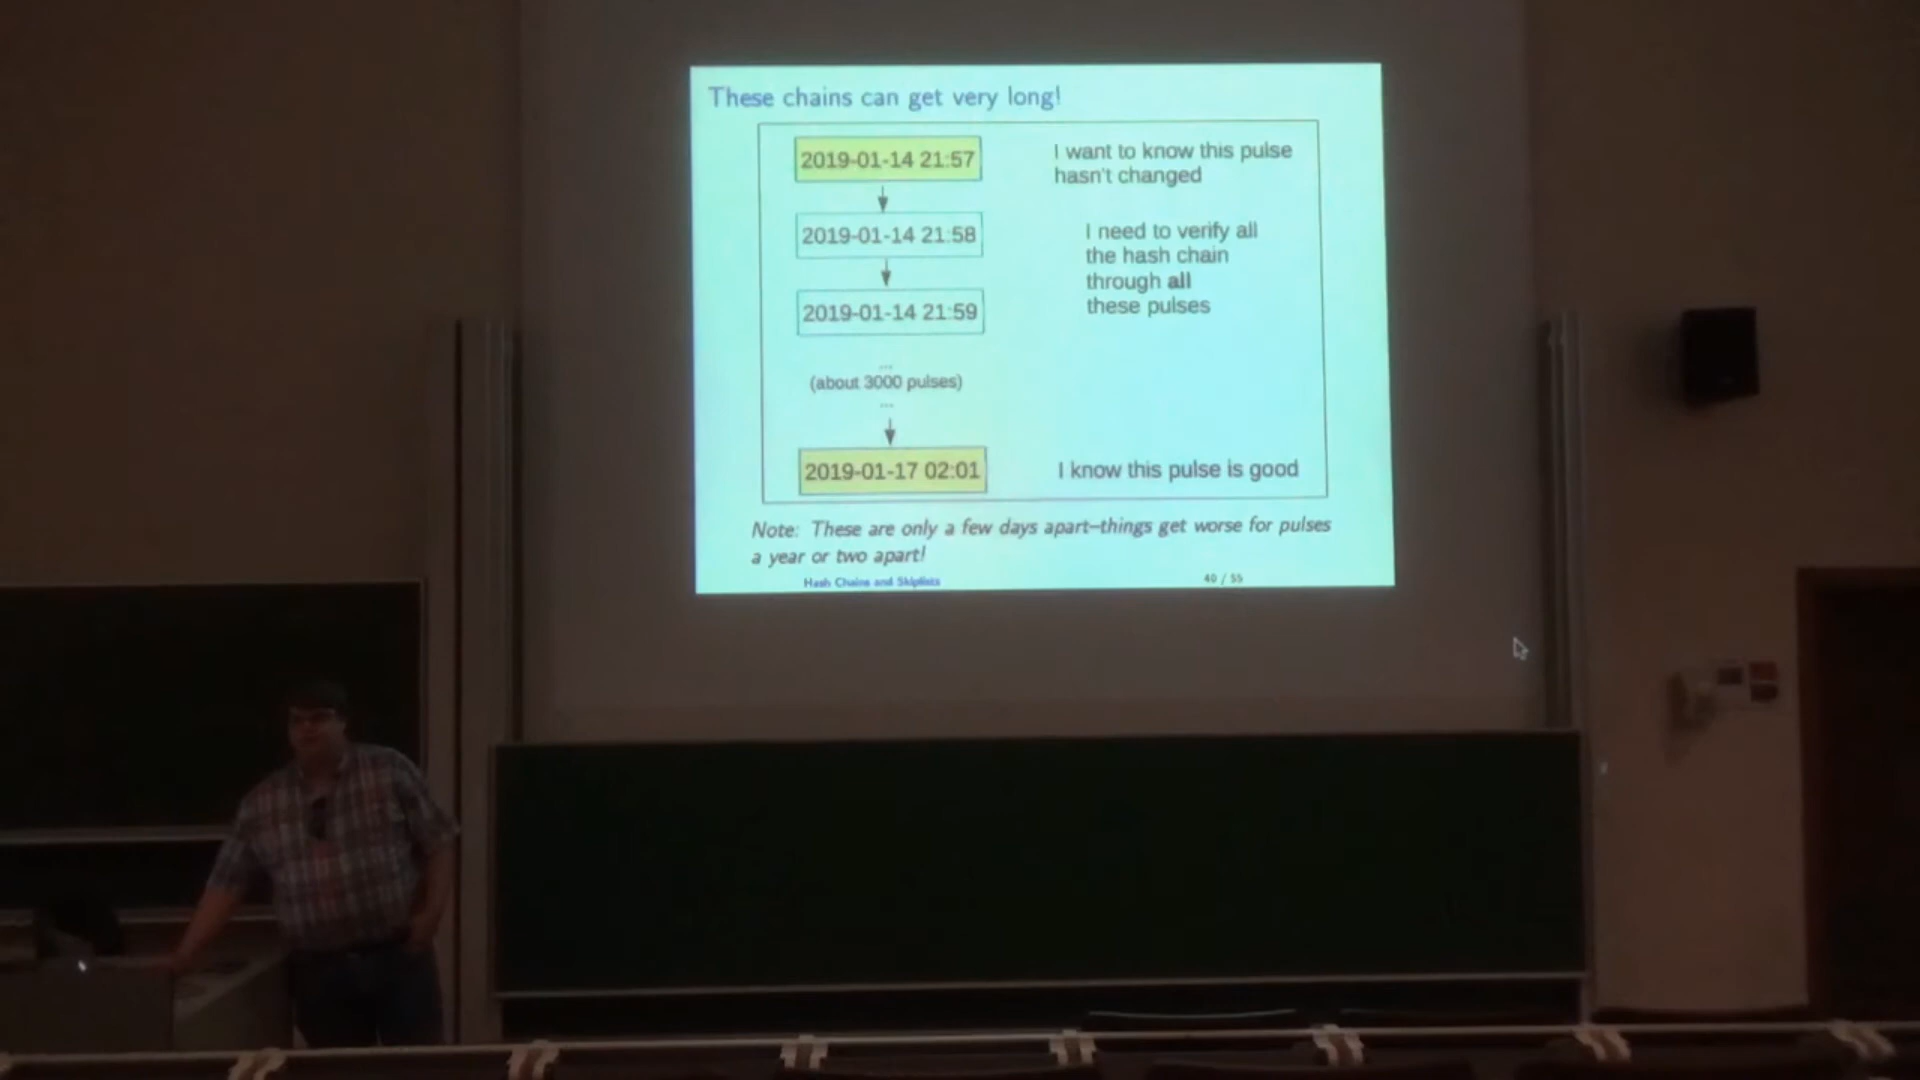 These chains can get very long!
2019-01-14 21:57
I want to know this pulse
hasn't changed
2019-01-14 21:58
I need to verify all
the hash chain
through all
these pulses
2019-01-14 21:59
...
(about 3000 pulses)
...
2019-01-17 02:01
I know this pulse is good
Note: These are only a few days apart–things get worse for pulses
a year or two apart!
Hash Chains and Skiplists
40 / 55